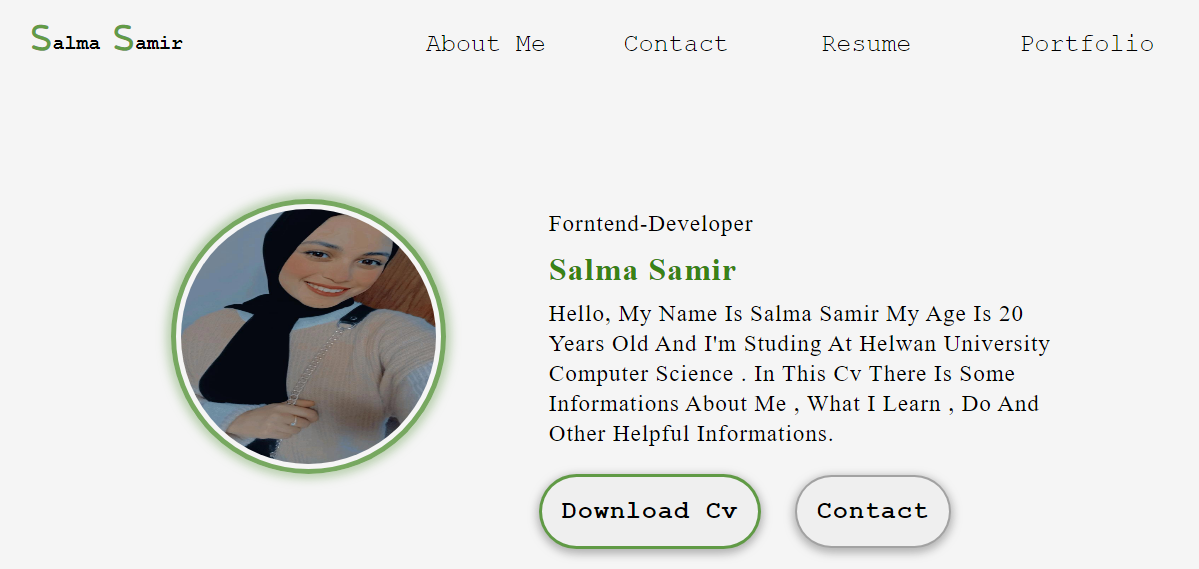 Salma Samir
About Me
Contact
Resume
Portfolio
Forntend-Developer
Salma Samir
Hello, My Name Is Salma Samir My Age Is 20
Years Old And I'm Studing At Helwan University
Computer Science . In This Cv There Is Some
Informations About Me , What I Learn , Do And
Other Helpful Informations.
Download Cv
Contact